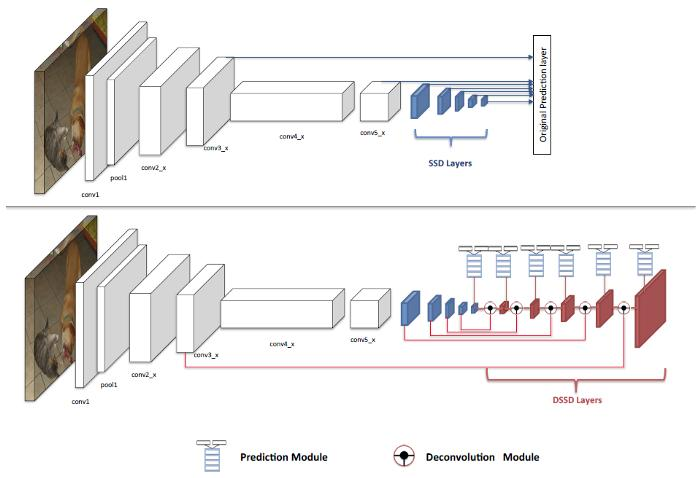 Original Prediction layer
conv4_x
conv5_x
conv3_x
conv2_x
pool1
conv1
SSD Layers
conv4_x
conv5_x
conv3_x
conv2_x
pool1
conv1
DSSD Layers
Prediction Module
Deconvolution Module